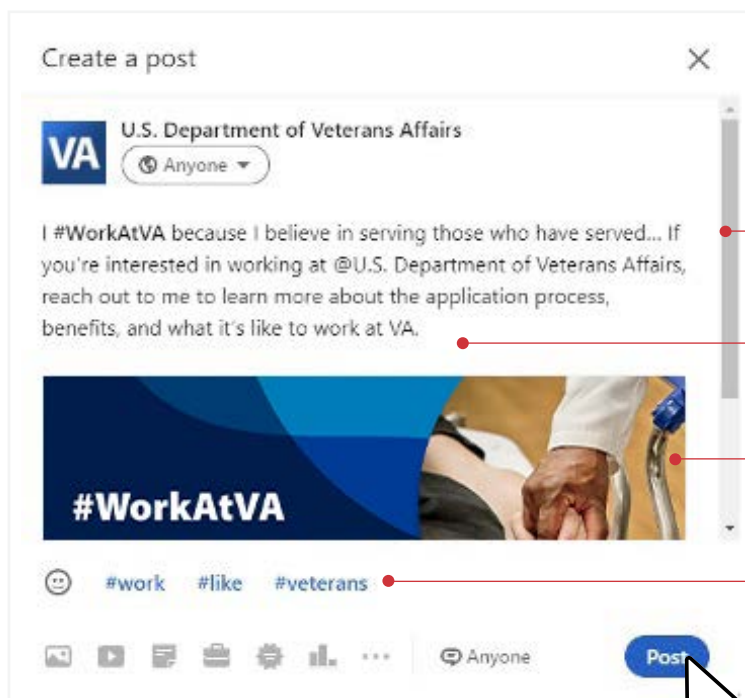 Create a post
VA
U.S. Department of Veterans Affairs
Anyone
I #WorkAtVA because I believe in serving those who have served... If
you're interested in working at @U.S. Department of Veterans Affairs,
reach out to me to learn more about the application process,
benefits, and what it's like to work at VA.
#WorkAtVA
#work #like #veterans
Anyone
Post